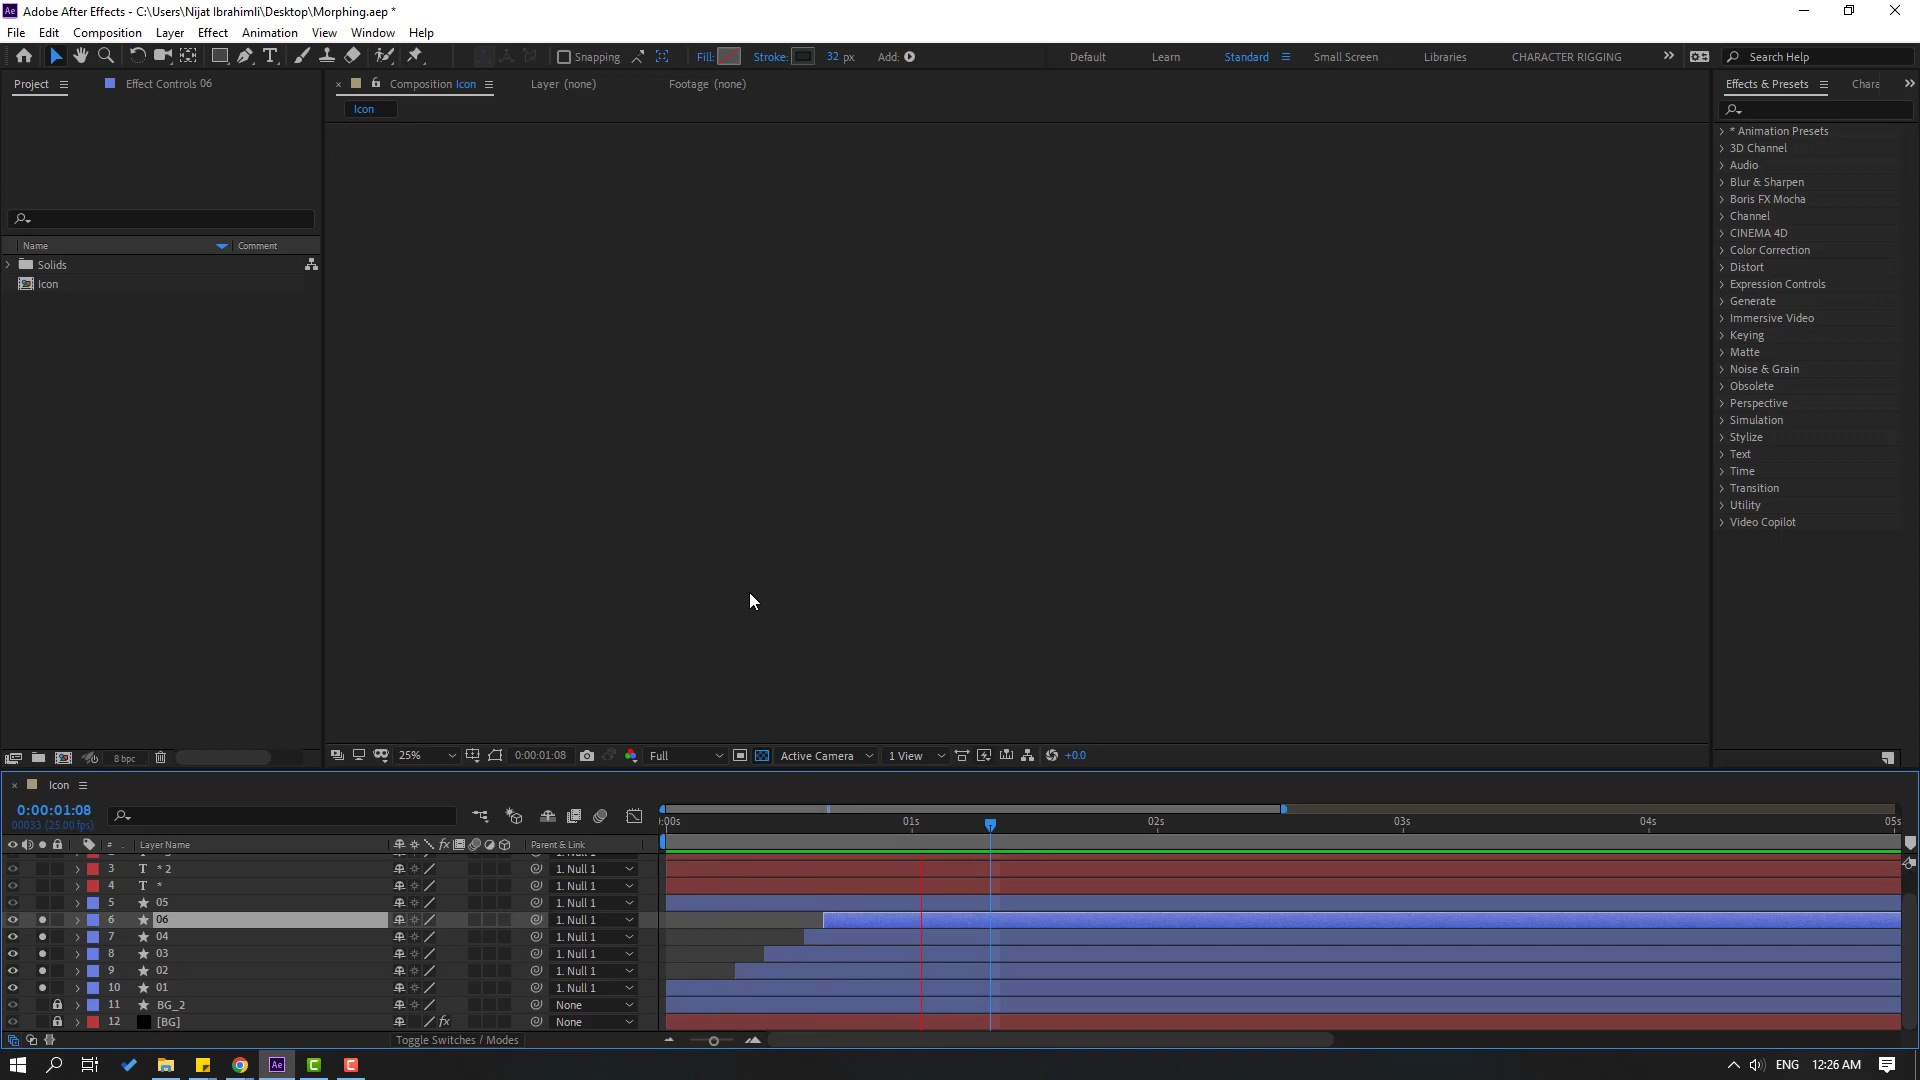 Adobe After Effects - C:\Users\Nijat Ibrahimli\Desktop\Morphing.aep *
File Edit Composition Layer Effect Animation View Window Help
Snapping Fill: Stroke: 32 px Add: Default Learn Standard Small Screen Libraries CHARACTER RIGGING Search Help
Project Effect Controls 06 Composition Icon Layer (none) Footage (none) Effects & Presets Chara
Icon
* Animation Presets
3D Channel
Audio
Blur & Sharpen
Boris FX Mocha
Channel
CINEMA 4D
Color Correction
Distort
Expression Controls
Generate
Immersive Video
Keying
Matte
Noise & Grain
Obsolete
Perspective
Simulation
Stylize
Text
Time
Transition
Utility
Video Copilot
Name Comment
Solids
Icon
8 bpc 25% 0:00:01:08 Full Active Camera 1 View +0.0
Icon
0:00:01:08
00033 (25.00 fps)
:00s 01s 02s 03s 04s 05s
# Layer Name fx Parent & Link
3 T * 2 1. Null 1
4 T * 1. Null 1
5 05 1. Null 1
6 06 1. Null 1
7 04 1. Null 1
8 03 1. Null 1
9 02 1. Null 1
10 01 1. Null 1
11 BG_2 None
12 [BG] fx None
Toggle Switches / Modes
Ae ENG 12:26 AM